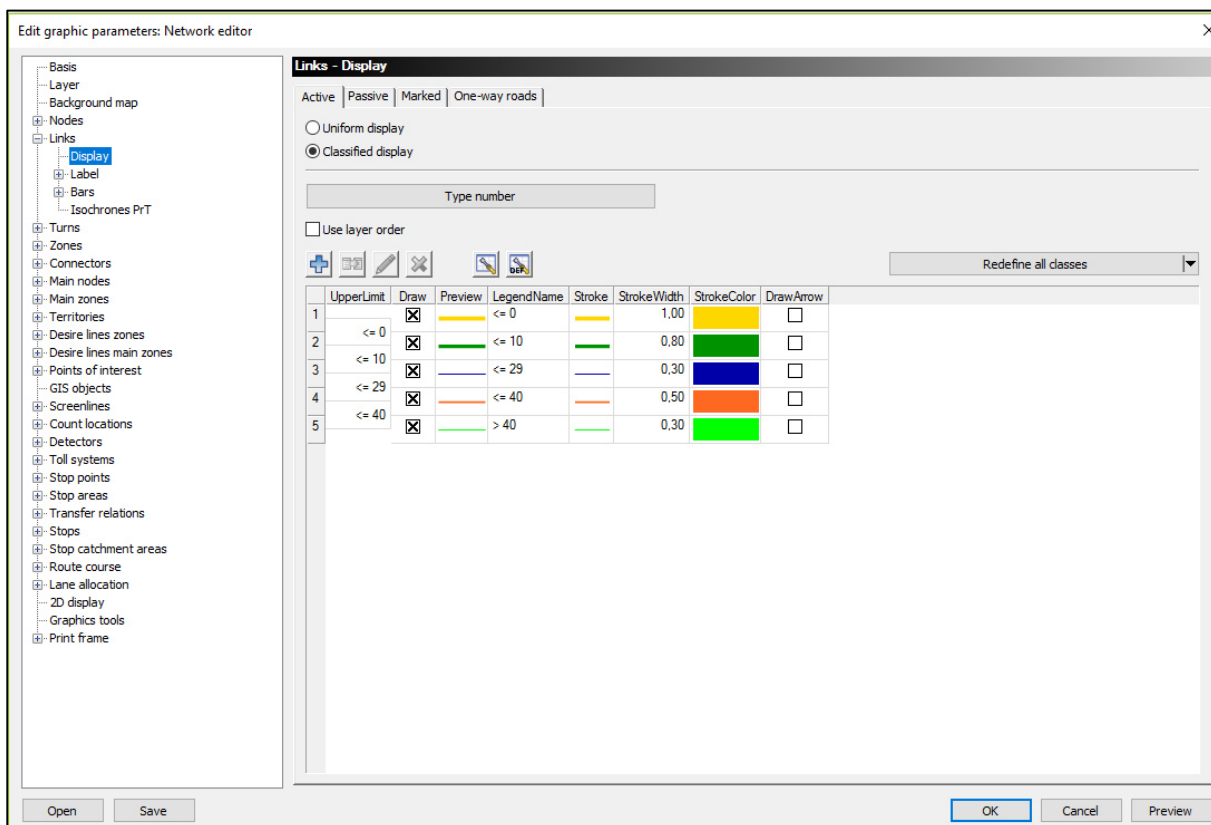 Edit graphic parameters: Network editor
Basis
Layer
Background map
Nodes
Links
Display
Label
Bars
Isochrones PrT
Turns
Zones
Connectors
Main nodes
Main zones
Territories
Desire lines zones
Desire lines main zones
Points of interest
GIS objects
Screenlines
Count locations
Detectors
Toll systems
Stop points
Stop areas
Transfer relations
Stops
Stop catchment areas
Route course
Lane allocation
2D display
Graphics tools
Print frame
Links - Display
Active Passive Marked One-way roads
Uniform display
Classified display
Type number
Use layer order
DEF Redefine all classes
UpperLimit Draw Preview LegendName Stroke StrokeWidth StrokeColor DrawArrow
1 <= 0 1,00
<= 0
2 <= 10 0,80
<= 10
3 <= 29 0,30
<= 29
4 <= 40 0,50
<= 40
5 > 40 0,30
Open Save OK Cancel Preview